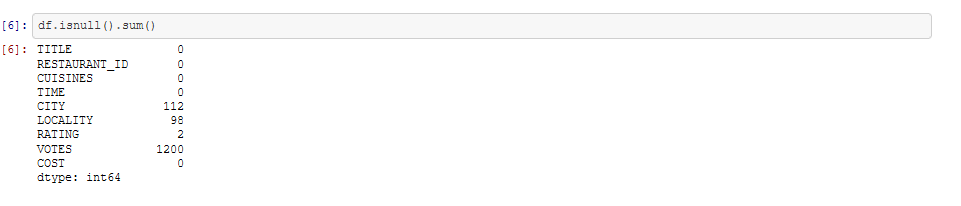 [6]: df.isnull().sum()
[6]: TITLE 0
RESTAURANT_ID 0
CUISINES 0
TIME 0
CITY 112
LOCALITY 98
RATING 2
VOTES 1200
COST 0
dtype: int64